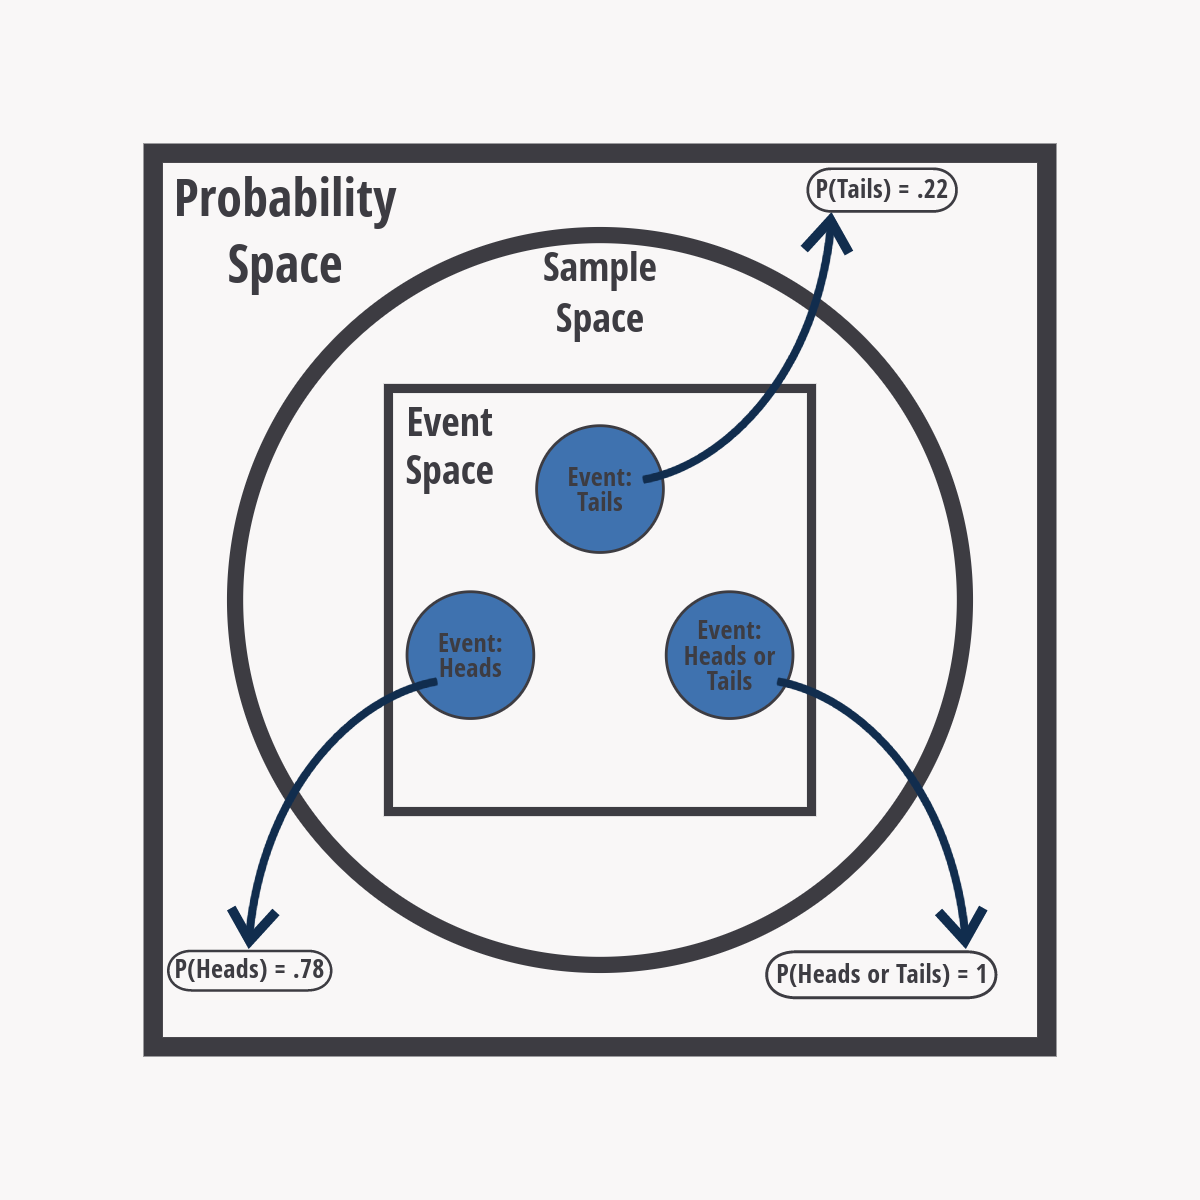 Probability
Space
P(Tails) = .22
Sample
Space
Event
Space
Event:
Tails
Event:
Heads
Event:
Heads or
Tails
P(Heads) = .78
P(Heads or Tails) = 1